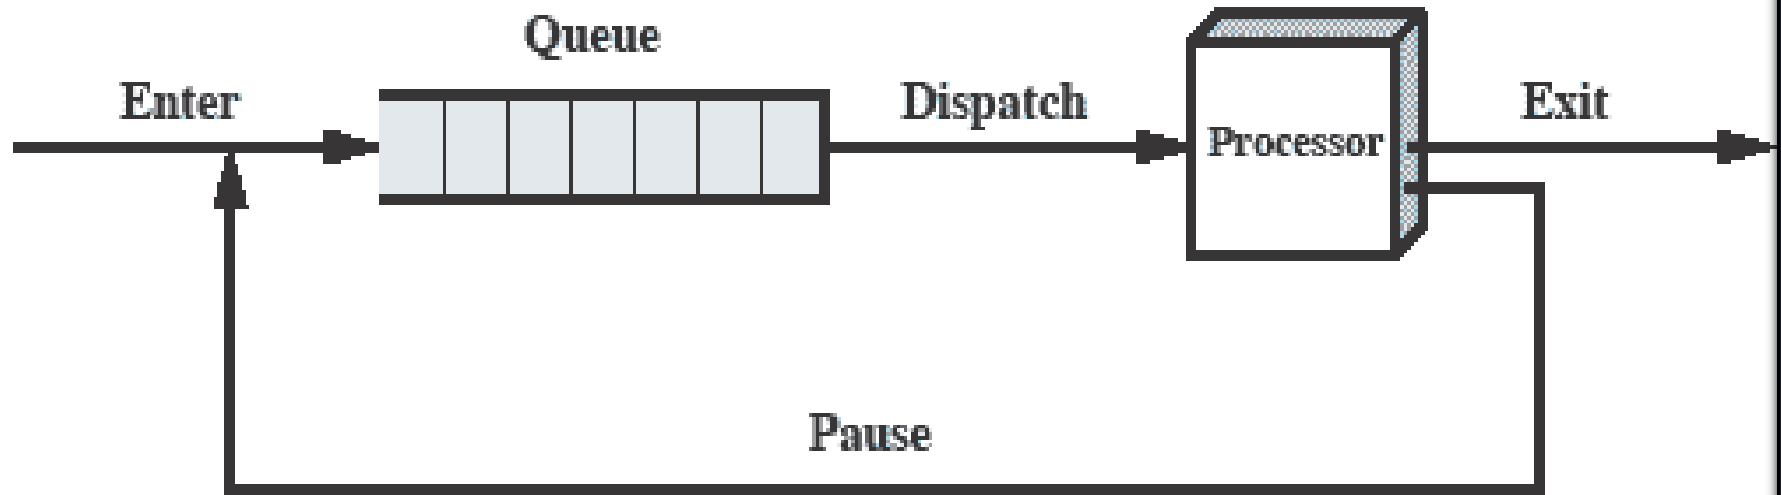 Queue
Enter
Dispatch
Processor
Exit
Pause